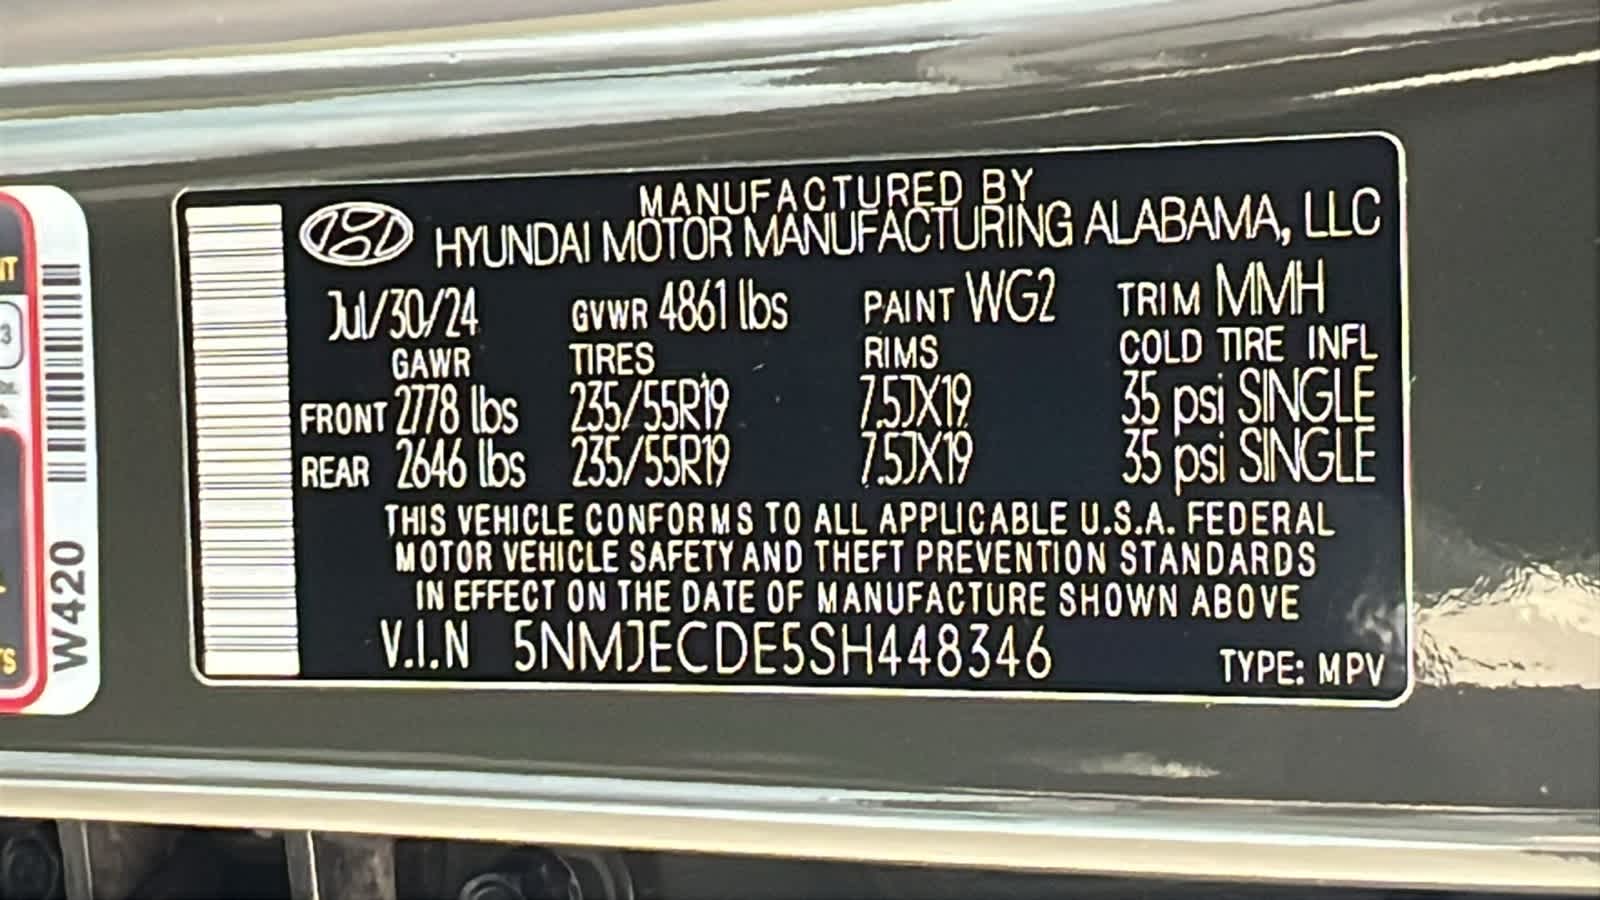 MANUFACTURED BY
HYUNDAI MOTOR MANUFACTURING ALABAMA, LLC
Jul/30/24 GVWR 4861 lbs PAINT WG2 TRIM MMH
GAWR TIRES RIMS COLD TIRE INFL
FRONT 2778 lbs 235/55R19 7.5JX19 35 psi SINGLE
REAR 2646 lbs 235/55R19 7.5JX19 35 psi SINGLE
THIS VEHICLE CONFORMS TO ALL APPLICABLE U.S.A. FEDERAL
MOTOR VEHICLE SAFETY AND THEFT PREVENTION STANDARDS
IN EFFECT ON THE DATE OF MANUFACTURE SHOWN ABOVE
V.I.N 5NMJECDE5SH448346 TYPE: MPV
W420
3